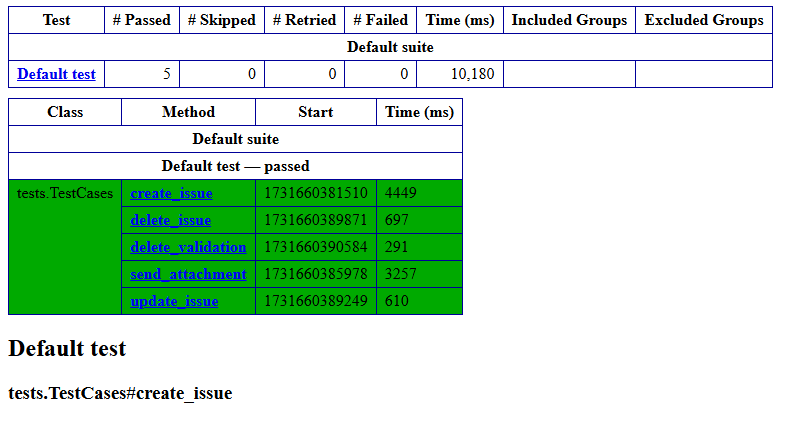 Test # Passed # Skipped # Retried # Failed Time (ms) Included Groups Excluded Groups
Default suite
Default test 5 0 0 0 10,180
Class Method Start Time (ms)
Default suite
Default test — passed
tests.TestCases create_issue 1731660381510 4449
delete_issue 1731660389871 697
delete_validation 1731660390584 291
send_attachment 1731660385978 3257
update_issue 1731660389249 610
Default test
tests.TestCases#create_issue